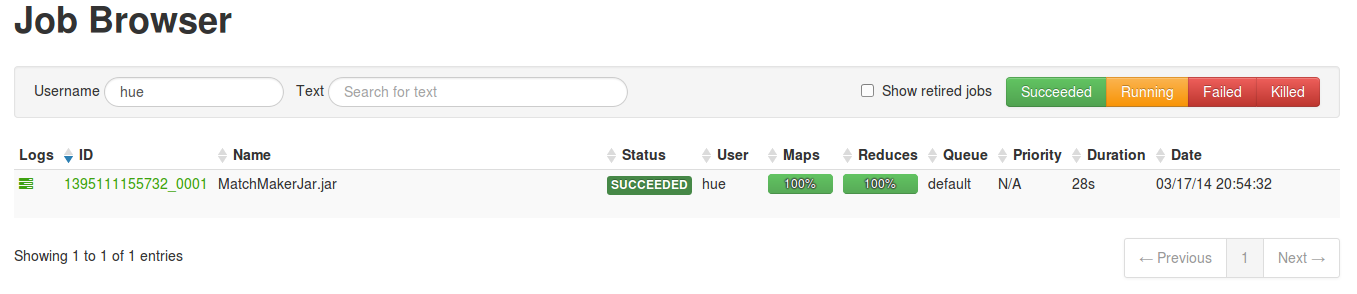 Job Browser
Username hue Text Search for text Show retired jobs Succeeded Running Failed Killed
Logs ID Name Status User Maps Reduces Queue Priority Duration Date
1395111155732_0001 MatchMakerJar.jar SUCCEEDED hue 100% 100% default N/A 28s 03/17/14 20:54:32
Showing 1 to 1 of 1 entries ← Previous 1 Next →